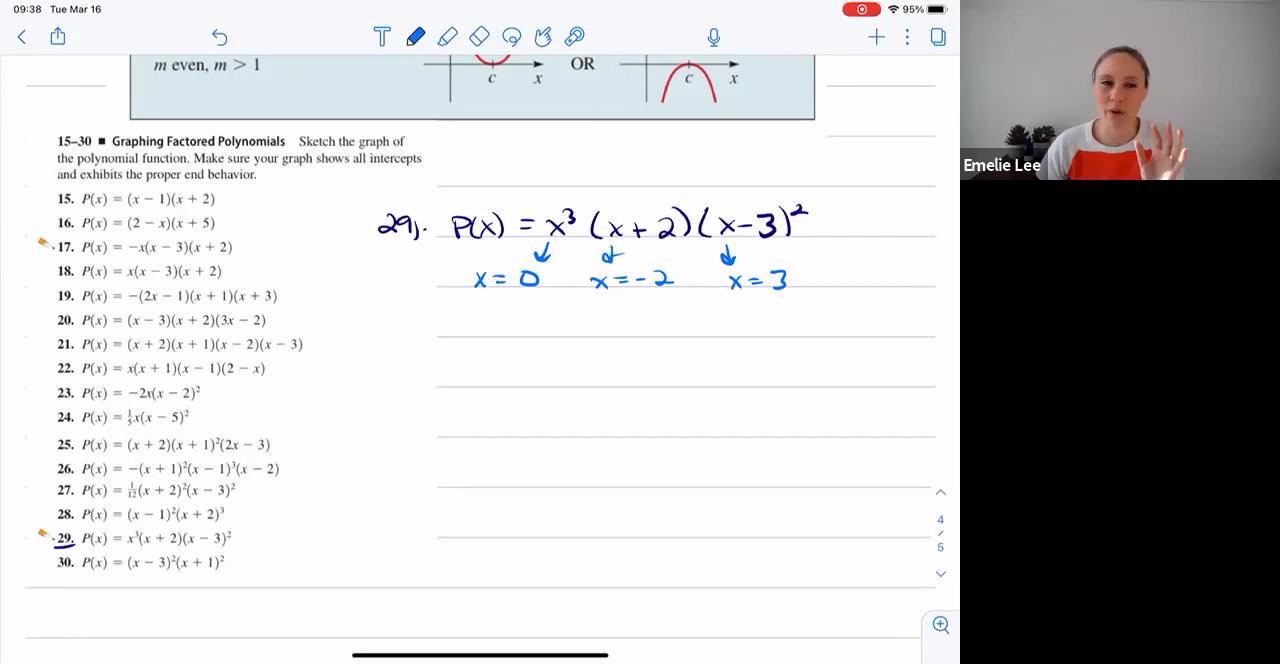 09:38 Tue Mar 16
95%
m even, m > 1
c
x
OR
c
x
15–30 ■ Graphing Factored Polynomials Sketch the graph of
the polynomial function. Make sure your graph shows all intercepts
and exhibits the proper end behavior.
15. P(x) = (x − 1)(x + 2)
16. P(x) = (2 − x)(x + 5)
17. P(x) = −x(x − 3)(x + 2)
18. P(x) = x(x − 3)(x + 2)
19. P(x) = −(2x − 1)(x + 1)(x + 3)
20. P(x) = (x − 3)(x + 2)(3x − 2)
21. P(x) = (x + 2)(x + 1)(x − 2)(x − 3)
22. P(x) = x(x + 1)(x − 1)(2 − x)
23. P(x) = −2x(x − 2)²
24. P(x) = ⅕x(x − 5)²
25. P(x) = (x + 2)(x + 1)²(2x − 3)
26. P(x) = −(x + 1)²(x − 1)³(x − 2)
27. P(x) = 1/12(x + 2)²(x − 3)²
28. P(x) = (x − 1)²(x + 2)³
29. P(x) = x³(x + 2)(x − 3)²
30. P(x) = (x − 3)²(x + 1)²
29). P(x) = x³ (x + 2)(x − 3)²
x = 0 x = −2 x = 3
4
/
5
Emelie Lee